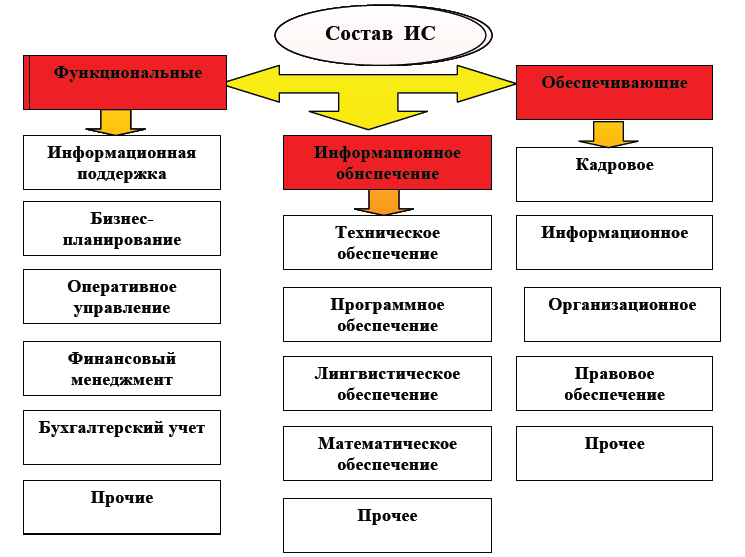 Состав ИС
Функциональные
Информационная
поддержка
Бизнес-
планирование
Оперативное
управление
Финансовый
менеджмент
Бухгалтерский учет
Прочие
Информационное
обнспечение
Техническое
обеспечение
Программное
обеспечение
Лингвистическое
обеспечение
Математическое
обеспечение
Прочее
Обеспечивающие
Кадровое
Информационное
Организационное
Правовое
обеспечение
Прочее